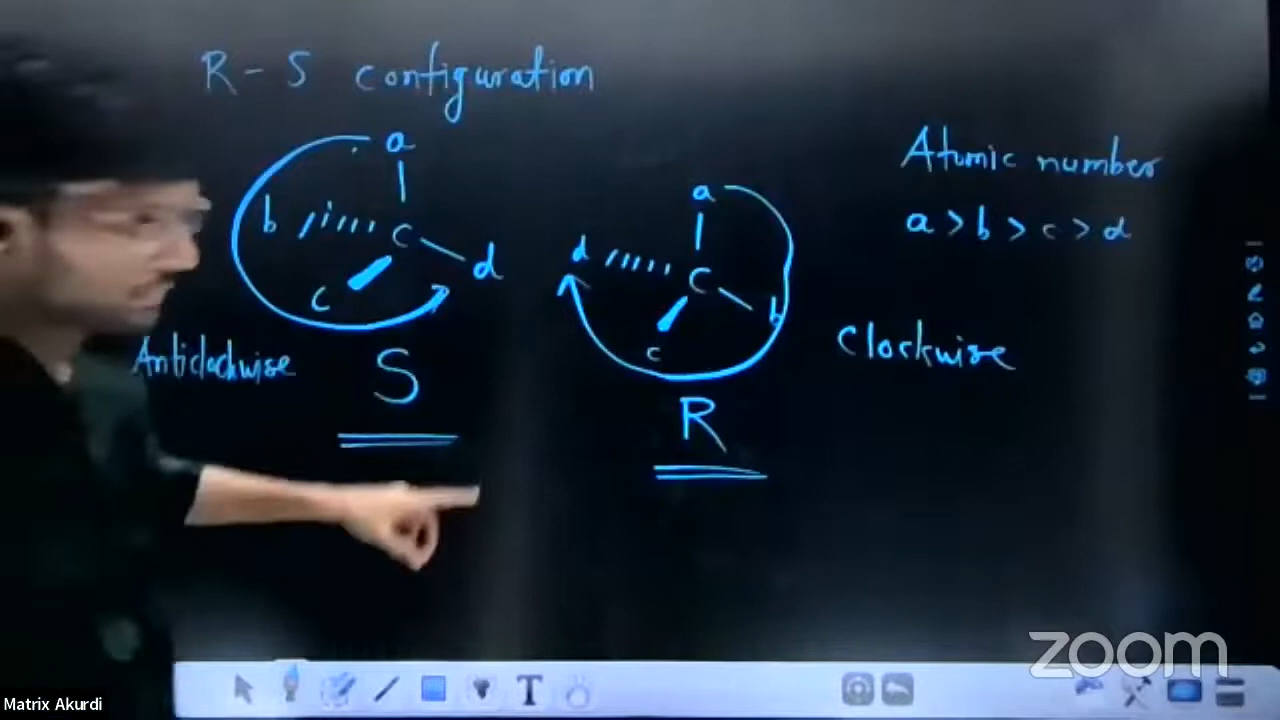 R - S configuration
a
b C d
c
Anticlockwise
S
a
d C b
c
R
Atomic number
a > b > c > d
Clockwise
zoom
T
Matrix Akurdi